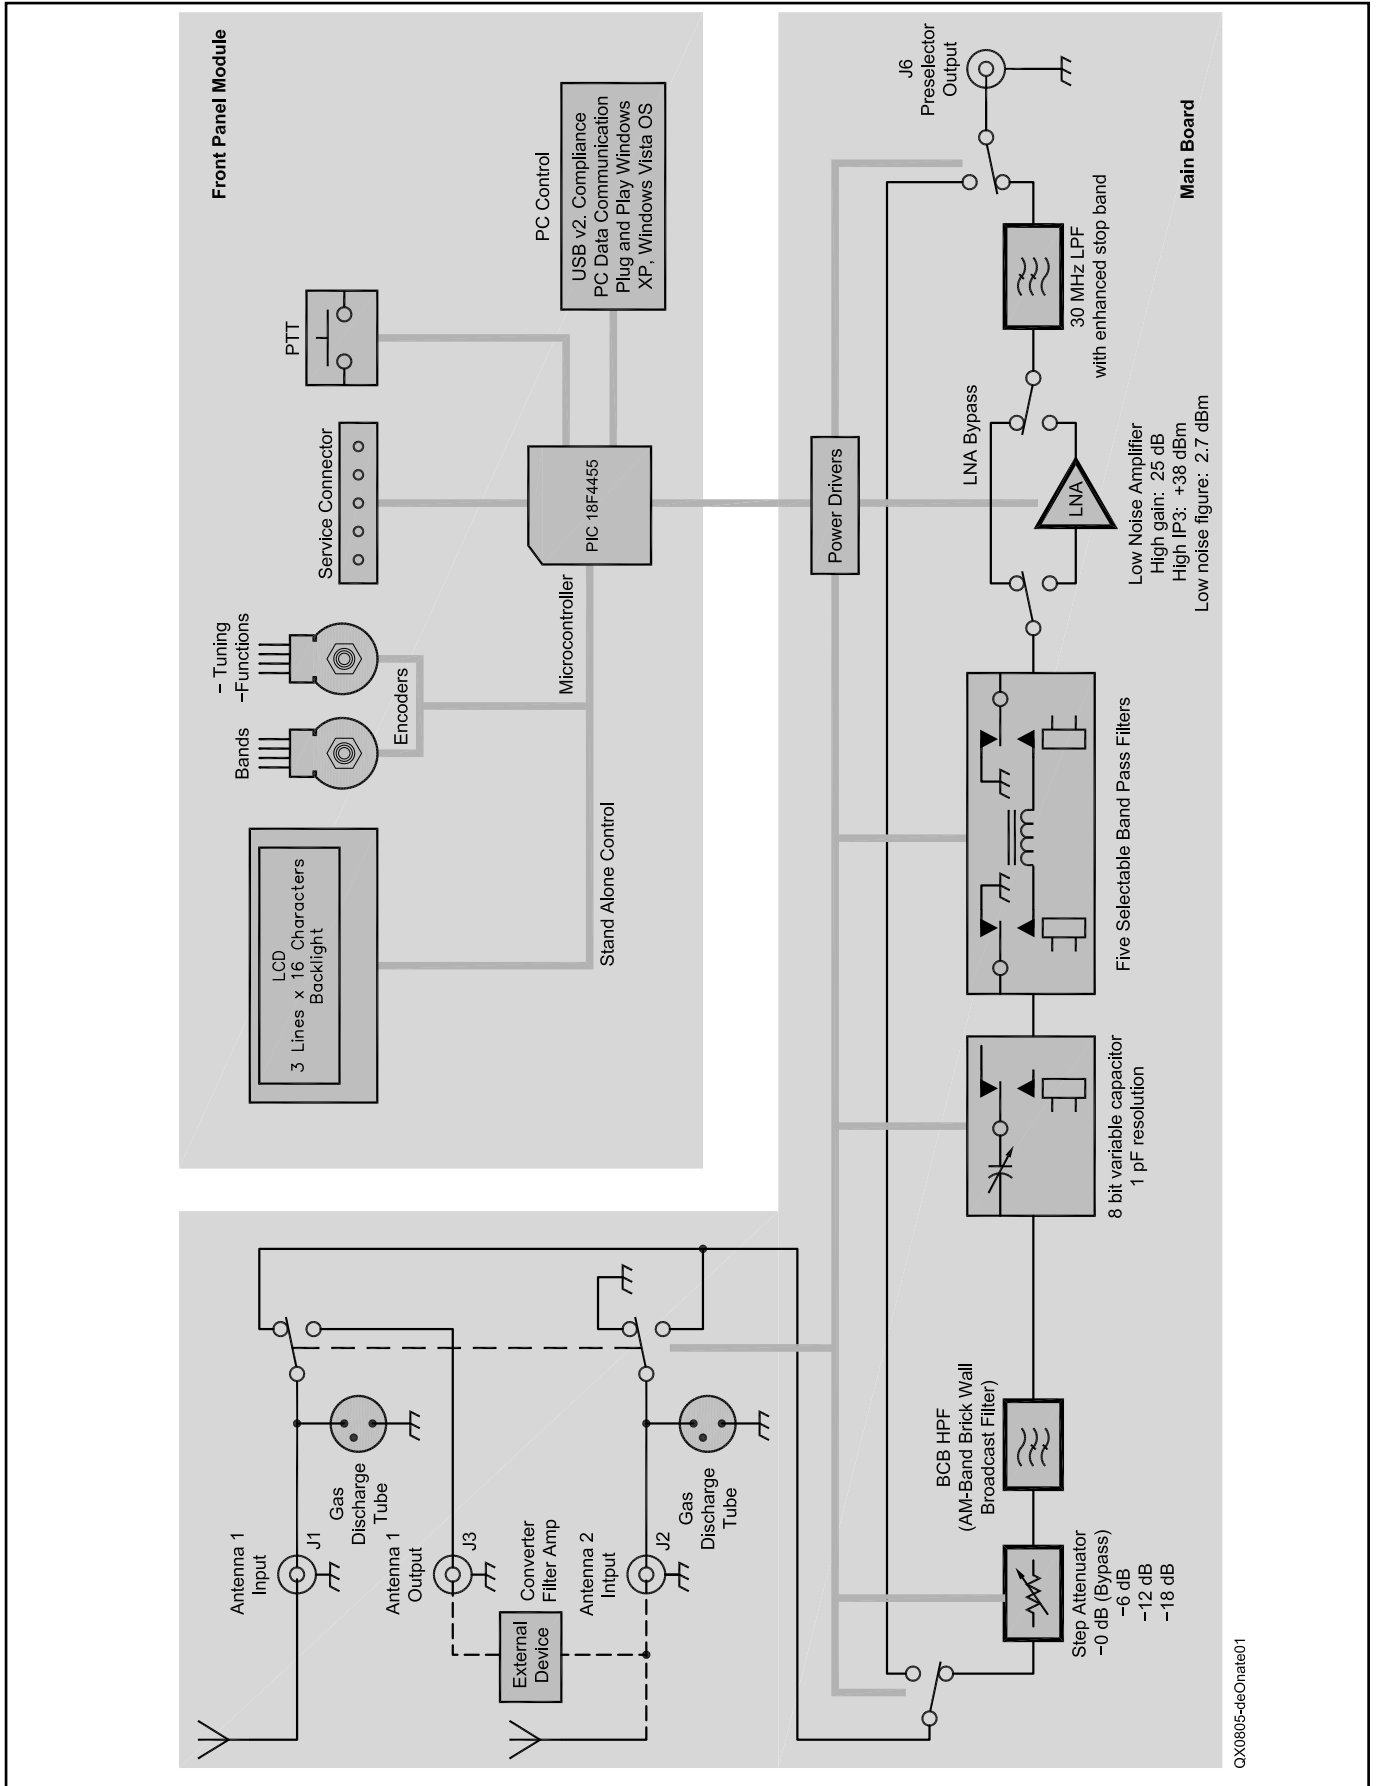 Front Panel Module
LCD
3 Lines x 16 Characters
Backlight
Bands
– Tuning
–Functions
Encoders
Service Connector
PTT
PC Control
USB v2. Compliance
PC Data Communication
Plug and Play Windows
XP, Windows Vista OS
Stand Alone Control
Microcontroller
PIC 18F4455
Antenna 1
Input
J1
Gas
Discharge
Tube
Antenna 1
Output
J3
External
Device
Converter
Filter Amp
Antenna 2
Intput
J2
Gas
Discharge
Tube
Power Drivers
J6
Preselector
Output
Main Board
Step Attenuator
–0 dB (Bypass)
–6 dB
–12 dB
–18 dB
BCB HPF
(AM-Band Brick Wall
Broadcast Filter)
8 bit variable capacitor
1 pF resolution
Five Selectable Band Pass Filters
LNA Bypass
LNA
Low Noise Amplifier
High gain: 25 dB
High IP3: +38 dBm
Low noise figure: 2.7 dBm
30 MHz LPF
with enhanced stop band
QX0805-deOnate01